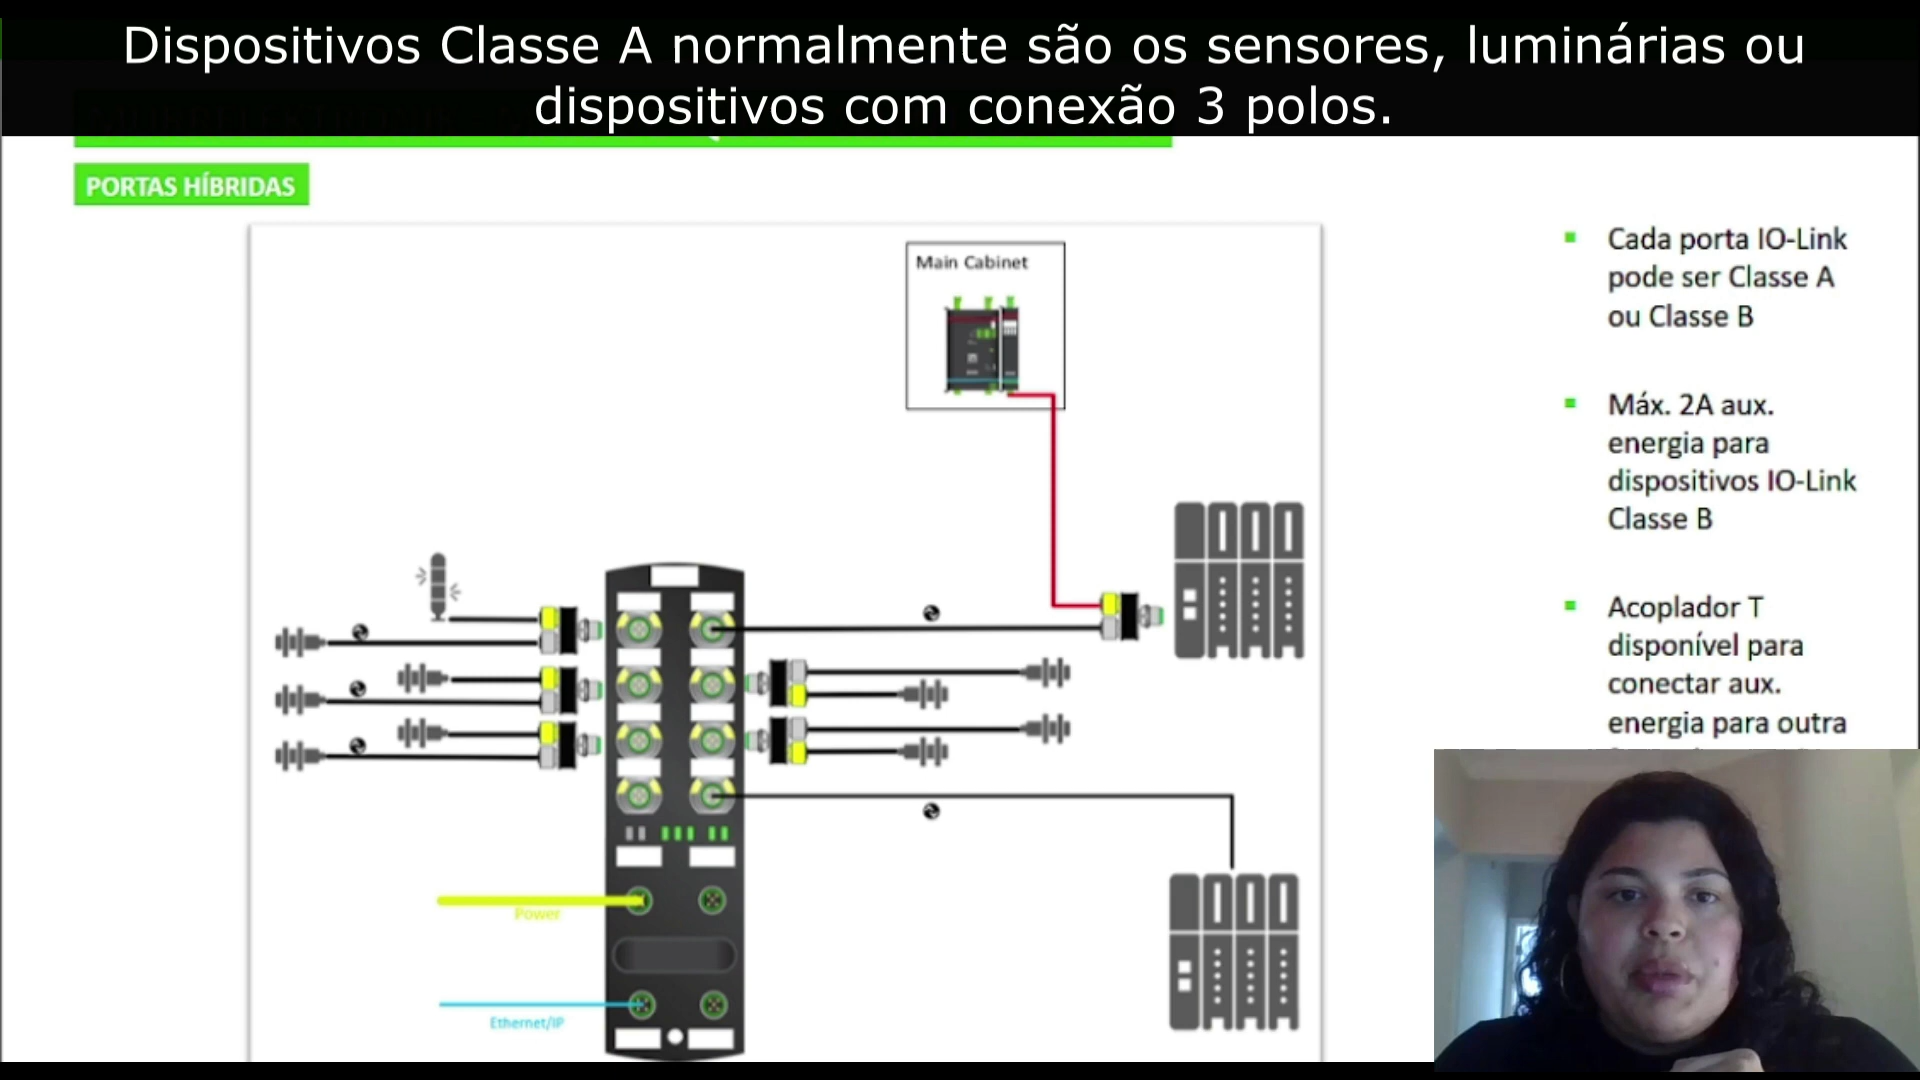 Dispositivos Classe A normalmente são os sensores, luminárias ou
dispositivos com conexão 3 polos.
PORTAS HÍBRIDAS
Main Cabinet
Cada porta IO-Link
pode ser Classe A
ou Classe B
Máx. 2A aux.
energia para
dispositivos IO-Link
Classe B
Acoplador T
disponível para
conectar aux.
energia para outra
Power
Ethernet/IP